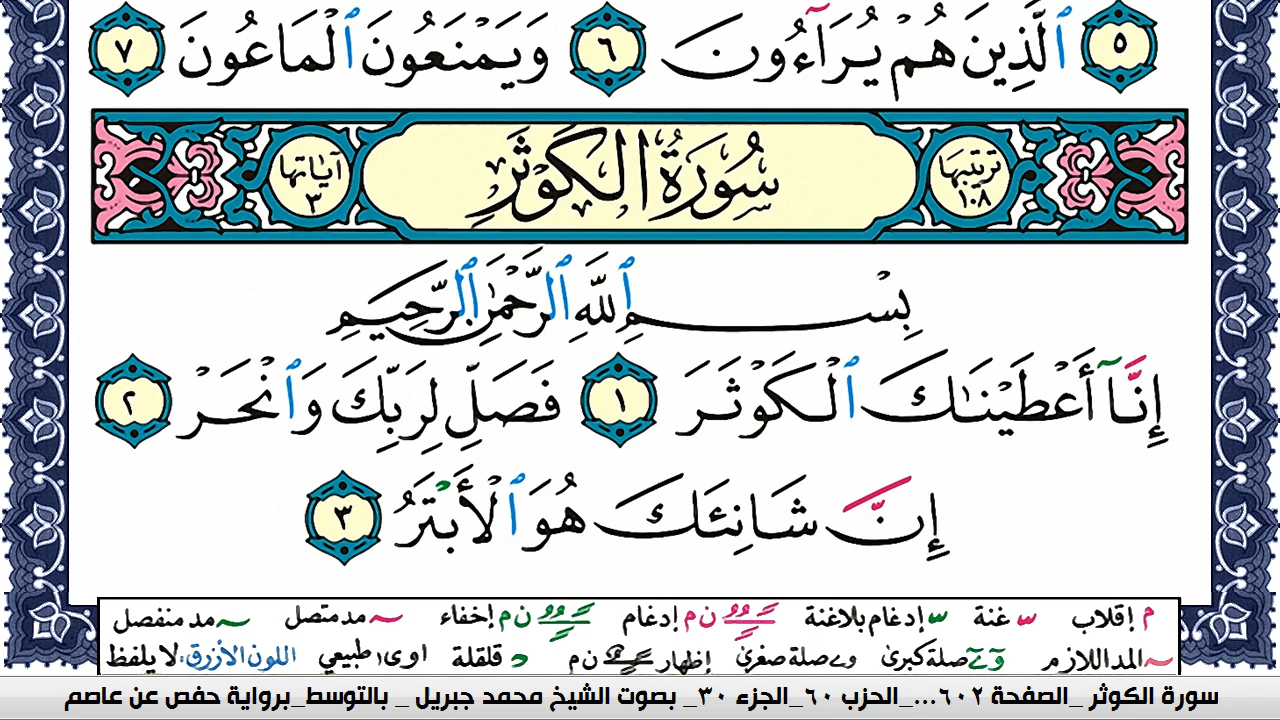 ٱلَّذِينَ هُمْ يُرَآءُونَ ٦ وَيَمْنَعُونَ ٱلْمَاعُونَ ٧
٥
ترتيبها ١٠٨ سُورَةُ الكَوْثَرِ آياتها ٣
بِسْمِ ٱللَّهِ ٱلرَّحْمَٰنِ ٱلرَّحِيمِ
إِنَّآ أَعْطَيْنَٰكَ ٱلْكَوْثَرَ ١ فَصَلِّ لِرَبِّكَ وَٱنْحَرْ ٢
إِنَّ شَانِئَكَ هُوَ ٱلْأَبْتَرُ ٣
م إقلاب غنة إدغام بلاغنة ن م إدغام ن م إخفاء مد متصل مد منفصل
المد اللازم صلة كبرى صلة صغرى إظهار ن م قلقلة اوى طبيعي اللون الأزرق: لا يلفظ
سورة الكوثر _الصفحة ٦٠٢..._الحزب ٦٠_الجزء ٣٠_ بصوت الشيخ محمد جبريل _ بالتوسط_برواية حفص عن عاصم